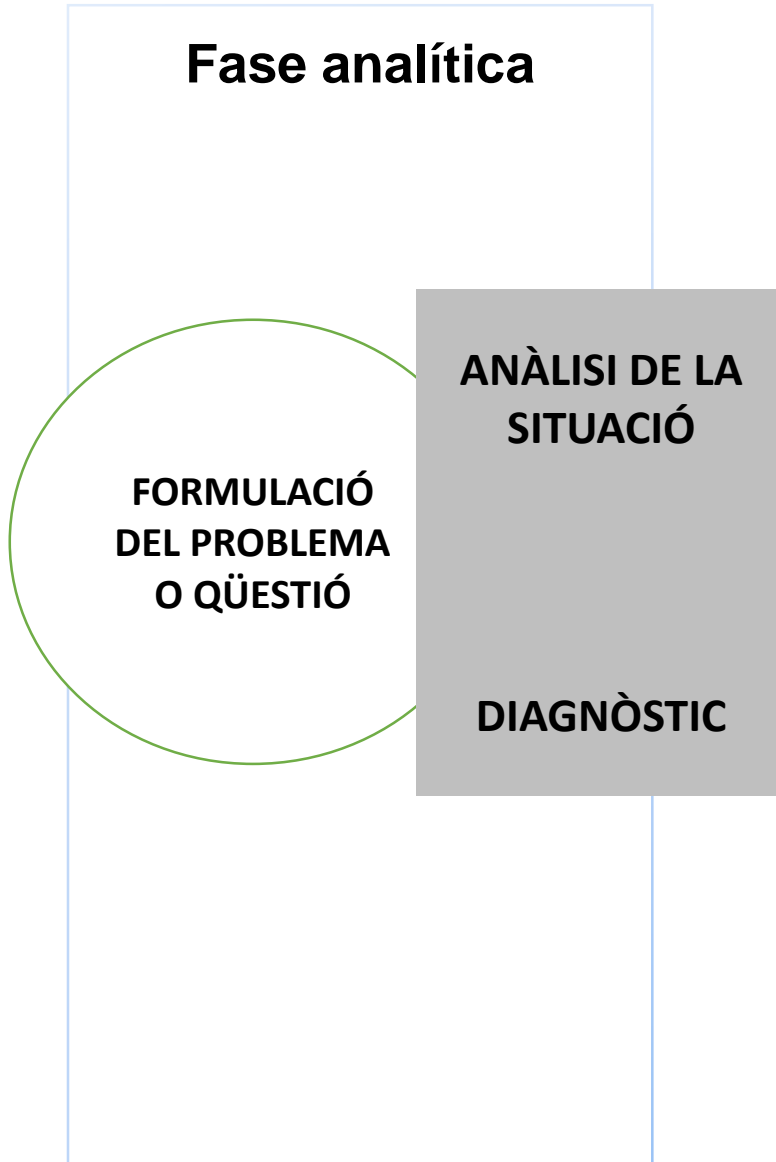 Fase analítica
FORMULACIÓ
DEL PROBLEMA
O QÜESTIÓ
ANÀLISI DE LA
SITUACIÓ
DIAGNÒSTIC